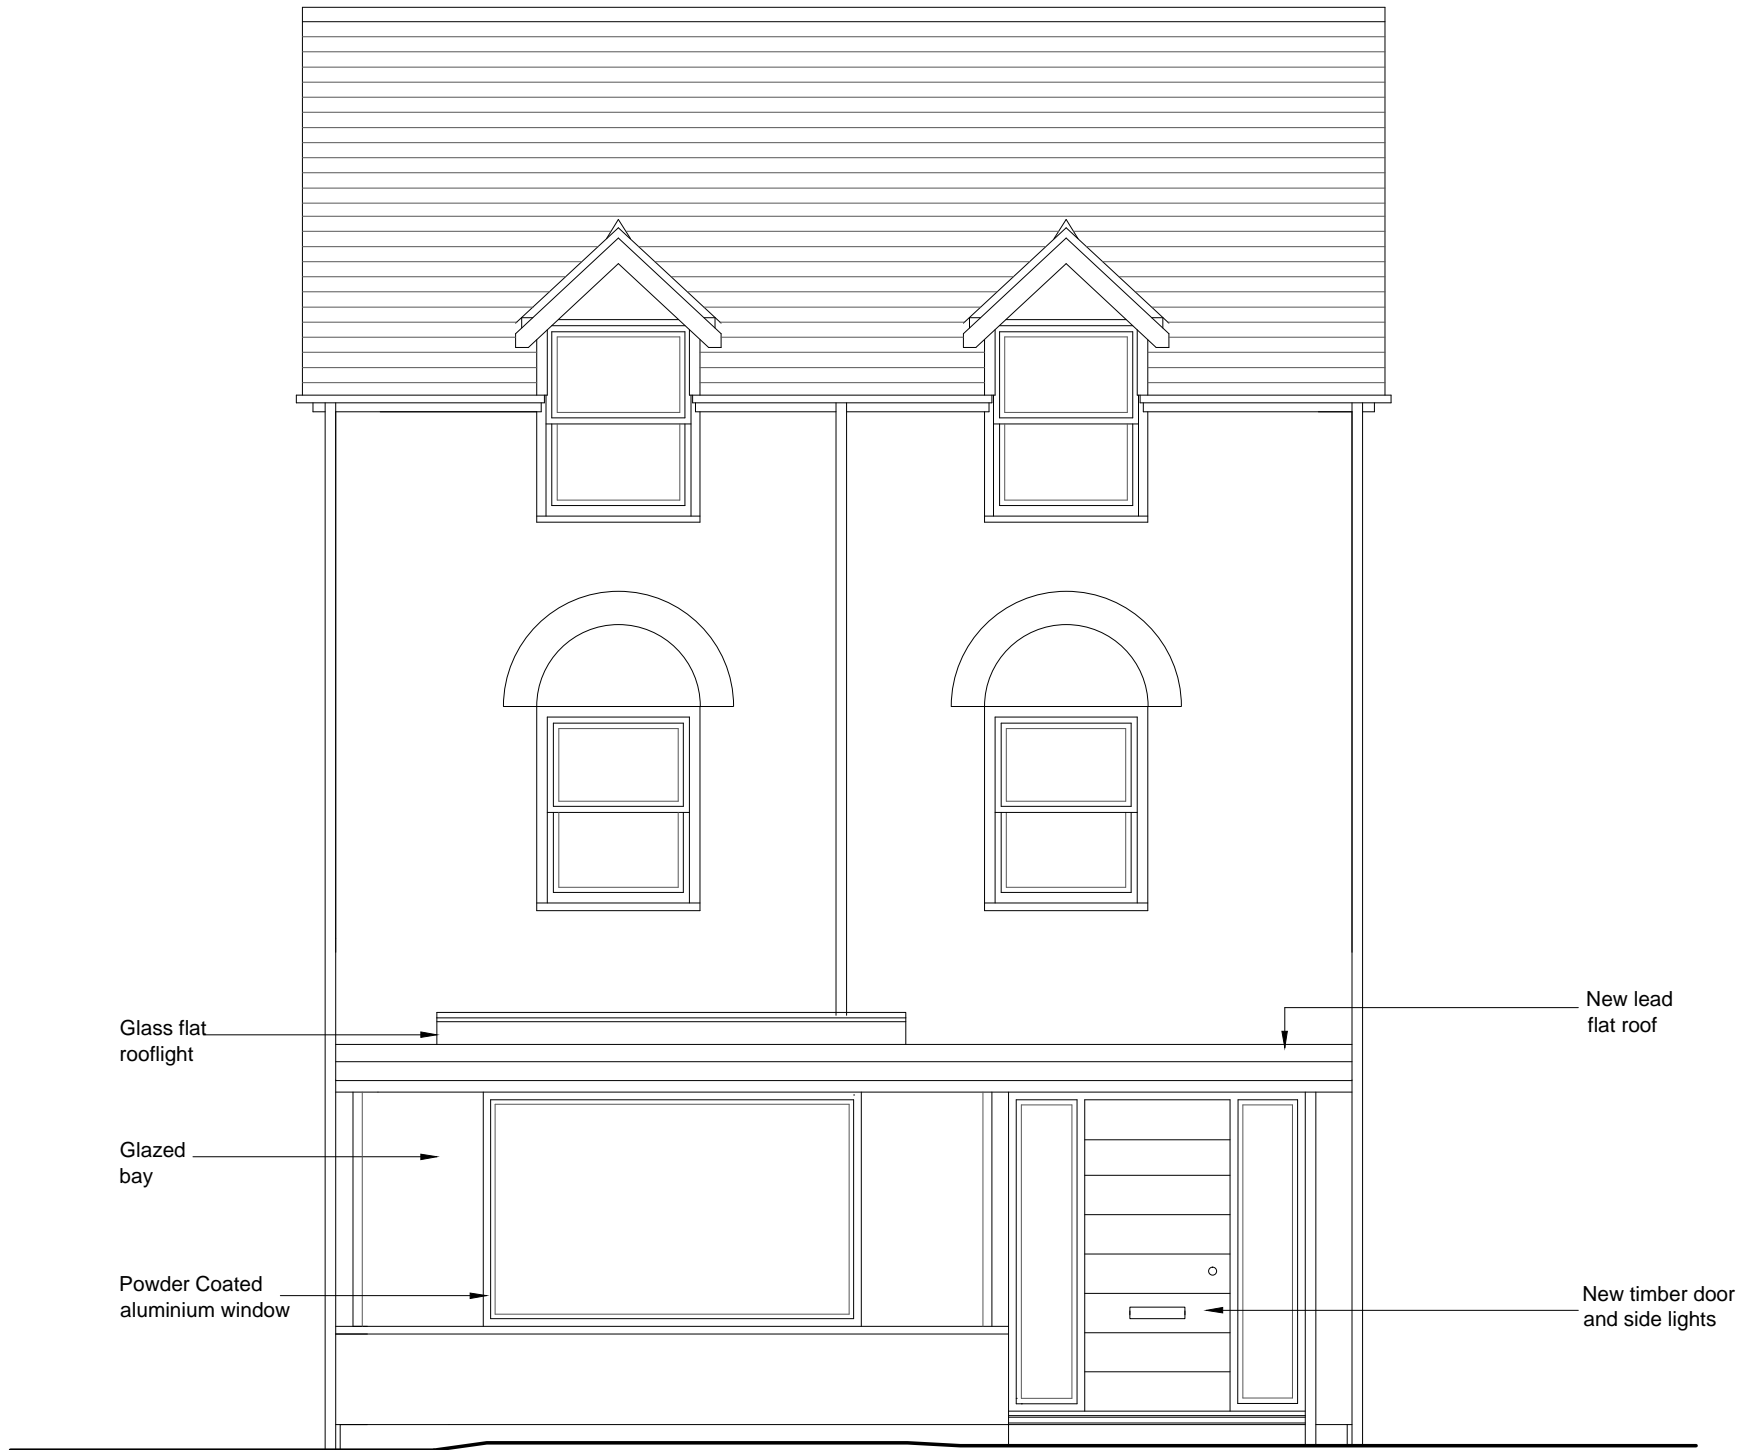 Glass flat
rooflight
New lead
flat roof
Glazed
bay
Powder Coated
aluminium window
New timber door
and side lights